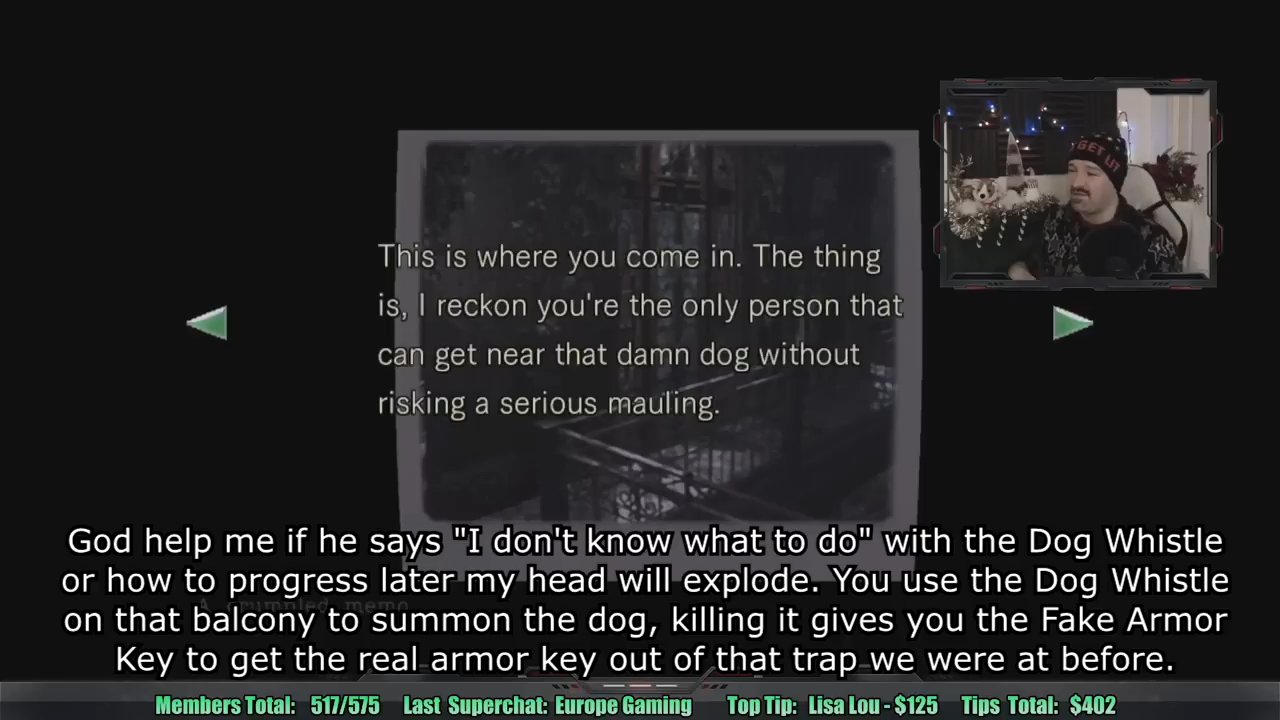 GET LIT
This is where you come in. The thing
is, I reckon you're the only person that
can get near that damn dog without
risking a serious mauling.
God help me if he says "I don't know what to do" with the Dog Whistle
or how to progress later my head will explode. You use the Dog Whistle
A crumpled memo
on that balcony to summon the dog, killing it gives you the Fake Armor
Key to get the real armor key out of that trap we were at before.
Members Total: 517/575 Last Superchat: Europe Gaming Top Tip: Lisa Lou - $125 Tips Total: $402